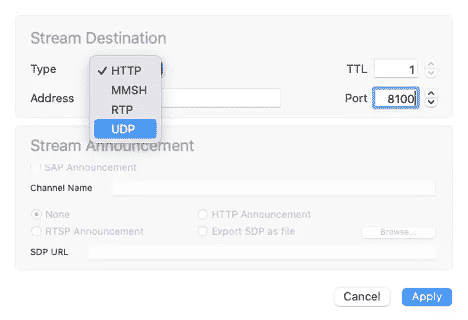 Stream Destination
Type ✓ HTTP TTL 1
MMSH
Address Port 8100
RTP
UDP
Stream Announcement
SAP Announcement
Channel Name
None HTTP Announcement
RTSP Announcement Export SDP as file Browse...
SDP URL
Cancel Apply